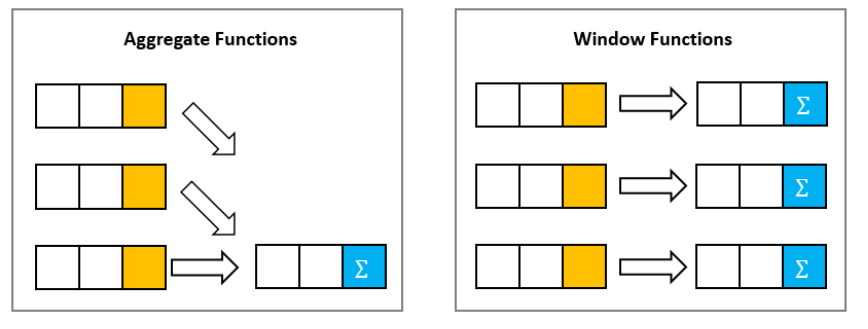 Aggregate Functions
Σ
Window Functions
Σ
Σ
Σ